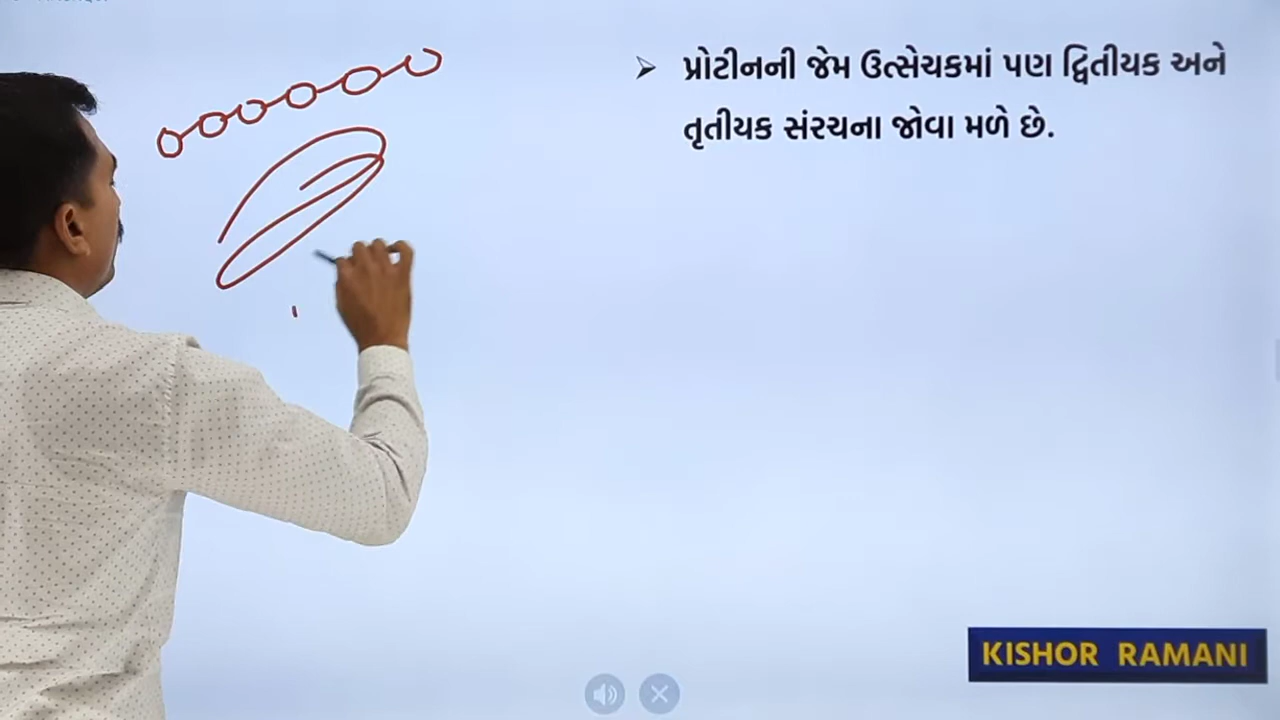 પ્રોટીનની જેમ ઉત્સેચકમાં પણ દ્વિતીયક અને
તૃતીયક સંરચના જોવા મળે છે.
KISHOR RAMANI